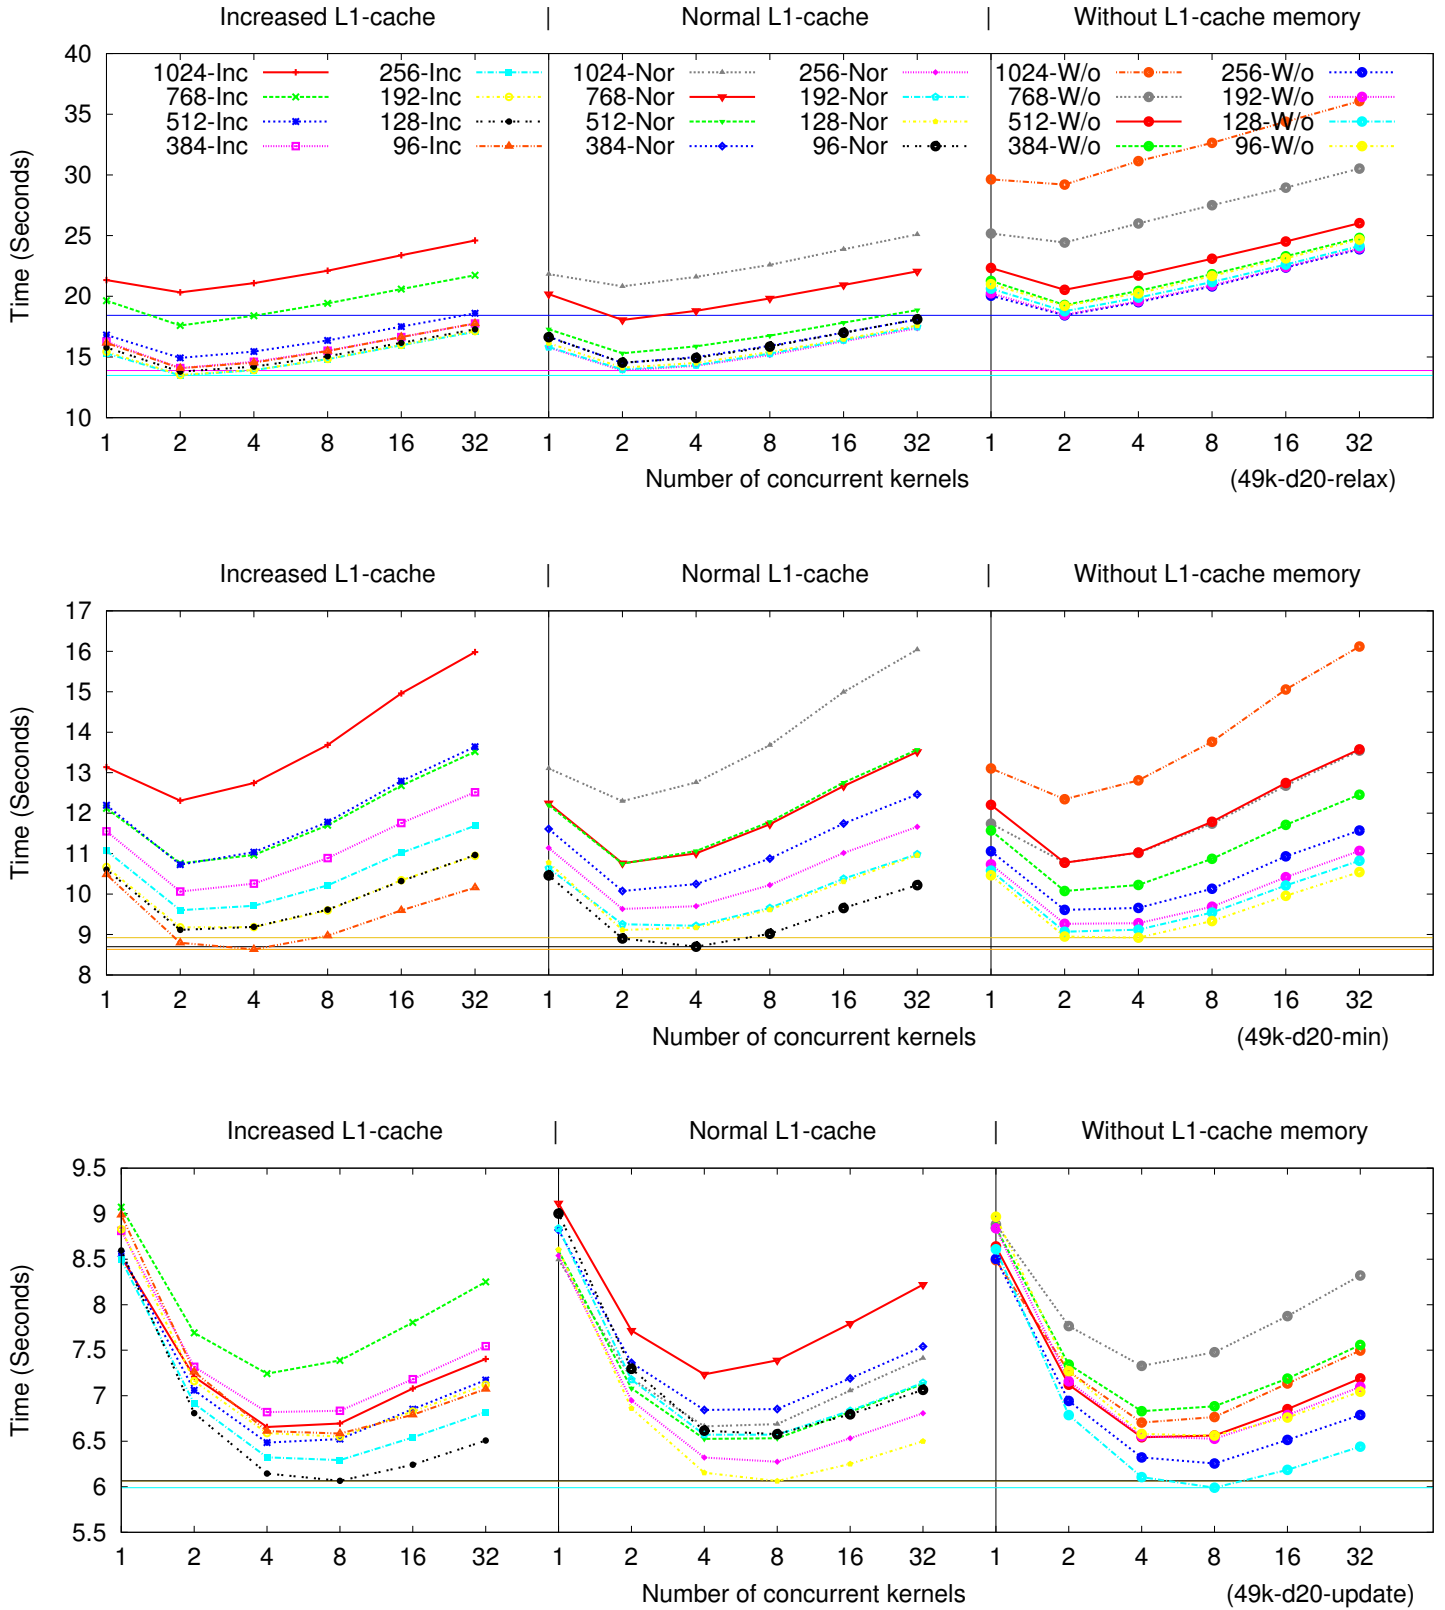 Increased L1-cache | Normal L1-cache | Without L1-cache memory
40
35
30
25
20
15
10
Time (Seconds)
1024-Inc 256-Inc 1024-Nor 256-Nor 1024-W/o 256-W/o
768-Inc 192-Inc 768-Nor 192-Nor 768-W/o 192-W/o
512-Inc 128-Inc 512-Nor 128-Nor 512-W/o 128-W/o
384-Inc 96-Inc 384-Nor 96-Nor 384-W/o 96-W/o
1 2 4 8 16 32 1 2 4 8 16 32 1 2 4 8 16 32
Number of concurrent kernels (49k-d20-relax)
Increased L1-cache | Normal L1-cache | Without L1-cache memory
17
16
15
14
13
12
11
10
9
8
Time (Seconds)
1 2 4 8 16 32 1 2 4 8 16 32 1 2 4 8 16 32
Number of concurrent kernels (49k-d20-min)
Increased L1-cache | Normal L1-cache | Without L1-cache memory
9.5
9
8.5
8
7.5
7
6.5
6
5.5
Time (Seconds)
1 2 4 8 16 32 1 2 4 8 16 32 1 2 4 8 16 32
Number of concurrent kernels (49k-d20-update)